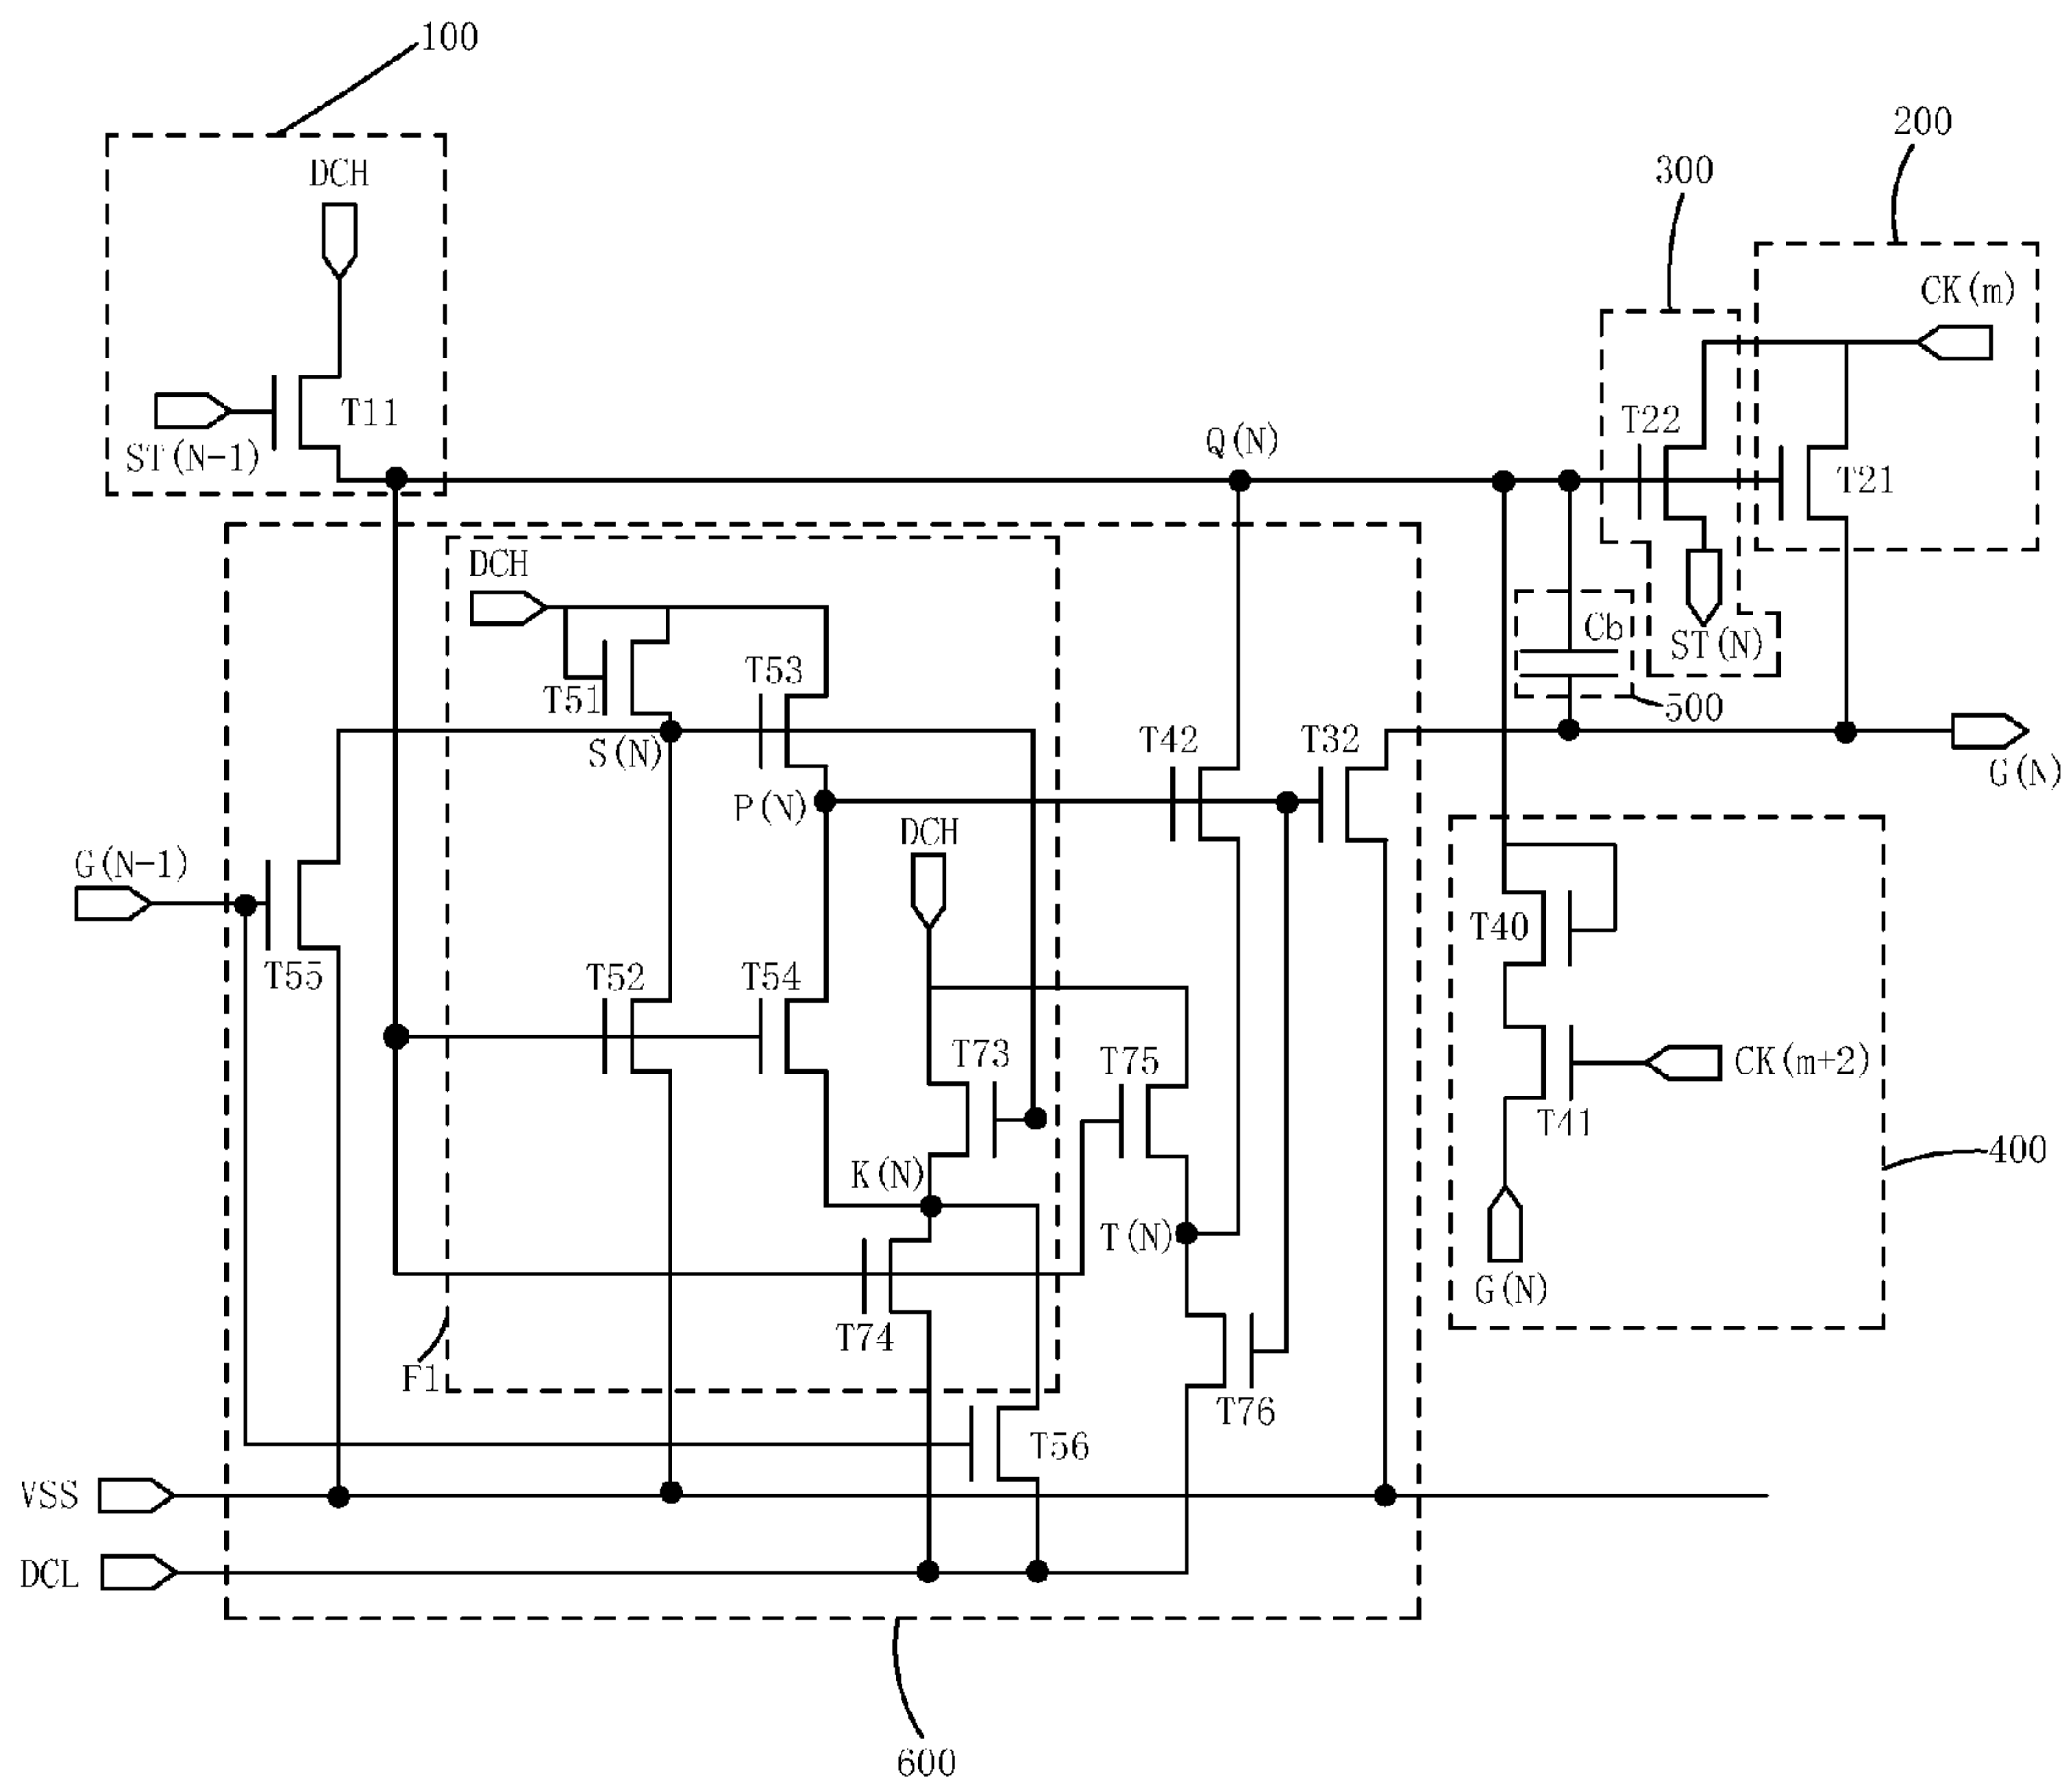 100
200
300
DCH
CK(m)
T11
ST(N-1)
Q(N)
T22
T21
DCH
T51
T53
Cb
ST(N)
500
S(N)
T42
T32
G(N)
P(N)
DCH
G(N-1)
T55
T52
T54
T40
T73
T75
CK(m+2)
T41
400
K(N)
T(N)
G(N)
T74
F1
T76
T56
VSS
DCL
600